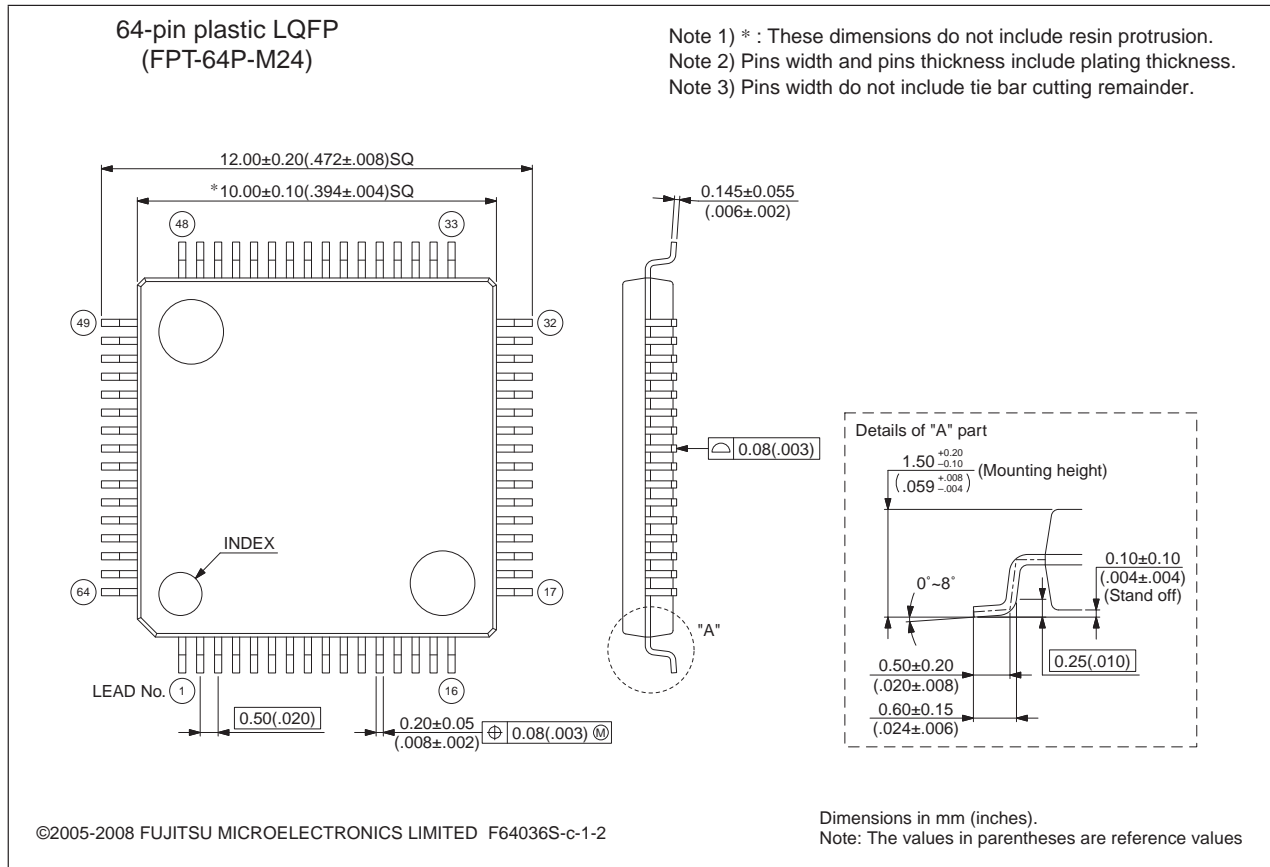 64-pin plastic LQFP
(FPT-64P-M24)
Note 1) * : These dimensions do not include resin protrusion.
Note 2) Pins width and pins thickness include plating thickness.
Note 3) Pins width do not include tie bar cutting remainder.
12.00±0.20(.472±.008)SQ
*10.00±0.10(.394±.004)SQ
0.145±0.055
(.006±.002)
48
33
49
32
0.08(.003)
INDEX
64
17
"A"
LEAD No.
1
16
0.50(.020)
0.20±0.05
(.008±.002)
⌖ 0.08(.003) Ⓜ
Details of "A" part
1.50 +0.20 –0.10 (Mounting height)
(.059 +.008 –.004)
0.10±0.10
(.004±.004)
(Stand off)
0°~8°
0.25(.010)
0.50±0.20
(.020±.008)
0.60±0.15
(.024±.006)
©2005-2008 FUJITSU MICROELECTRONICS LIMITED F64036S-c-1-2
Dimensions in mm (inches).
Note: The values in parentheses are reference values